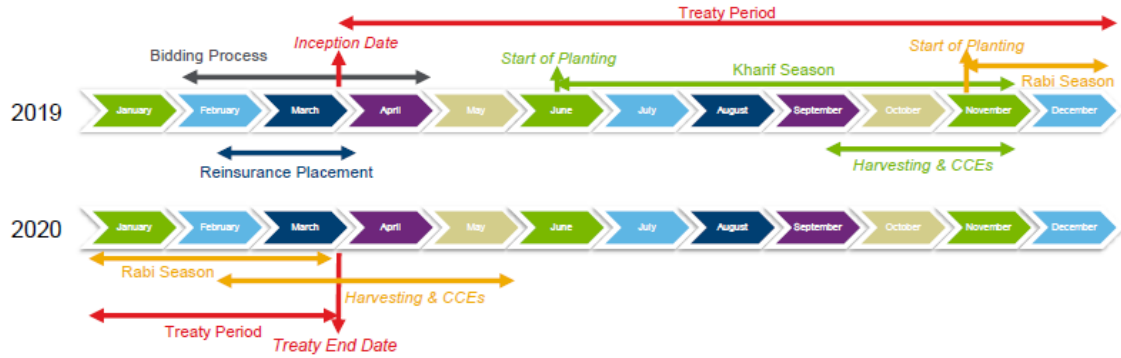 Treaty Period
Inception Date
Bidding Process
Start of Planting
Start of Planting
Kharif Season
Rabi Season
2019
January February March April May June July August September October November December
Reinsurance Placement
Harvesting & CCEs
2020
January February March April May June July August September October November December
Rabi Season
Harvesting & CCEs
Treaty Period
Treaty End Date